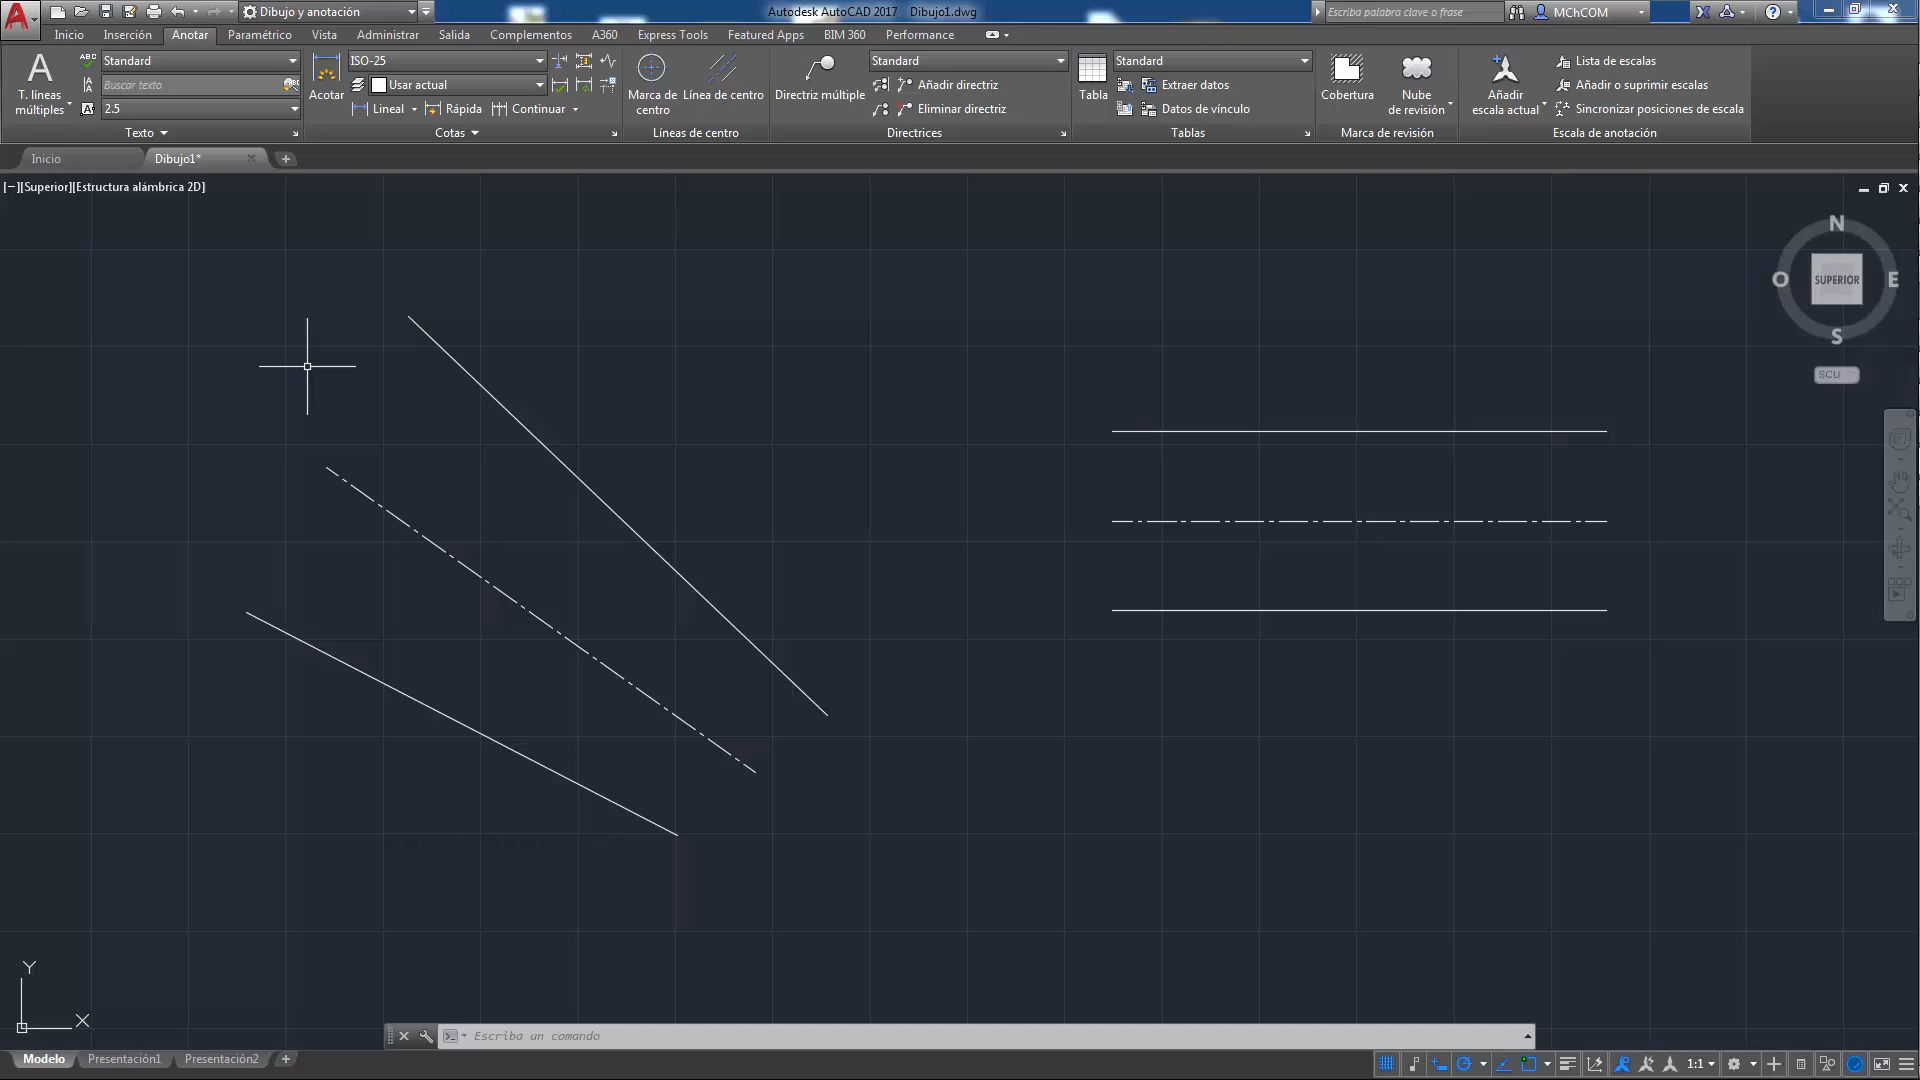 Dibujo y anotación
Autodesk AutoCAD 2017 Dibujo1.dwg
Escriba palabra clave o frase
MChCOM
Inicio Inserción Anotar Paramétrico Vista Administrar Salida Complementos A360 Express Tools Featured Apps BIM 360 Performance
A
T. líneas
múltiples
ABC
Standard
Buscar texto
2.5
Texto
Acotar
ISO-25
Usar actual
Lineal Rápida Continuar
Cotas
Marca de
centro
Línea de centro
Líneas de centro
Directriz múltiple
Standard
Añadir directriz
Eliminar directriz
Directrices
Tabla
Standard
Extraer datos
Datos de vínculo
Tablas
Cobertura
Nube
de revisión
Marca de revisión
Añadir
escala actual
Lista de escalas
Añadir o suprimir escalas
Sincronizar posiciones de escala
Escala de anotación
Inicio
Dibujo1*
[−][Superior][Estructura alámbrica 2D]
N
O SUPERIOR E
S
SCU
Y
X
Escriba un comando
Modelo Presentación1 Presentación2
1:1